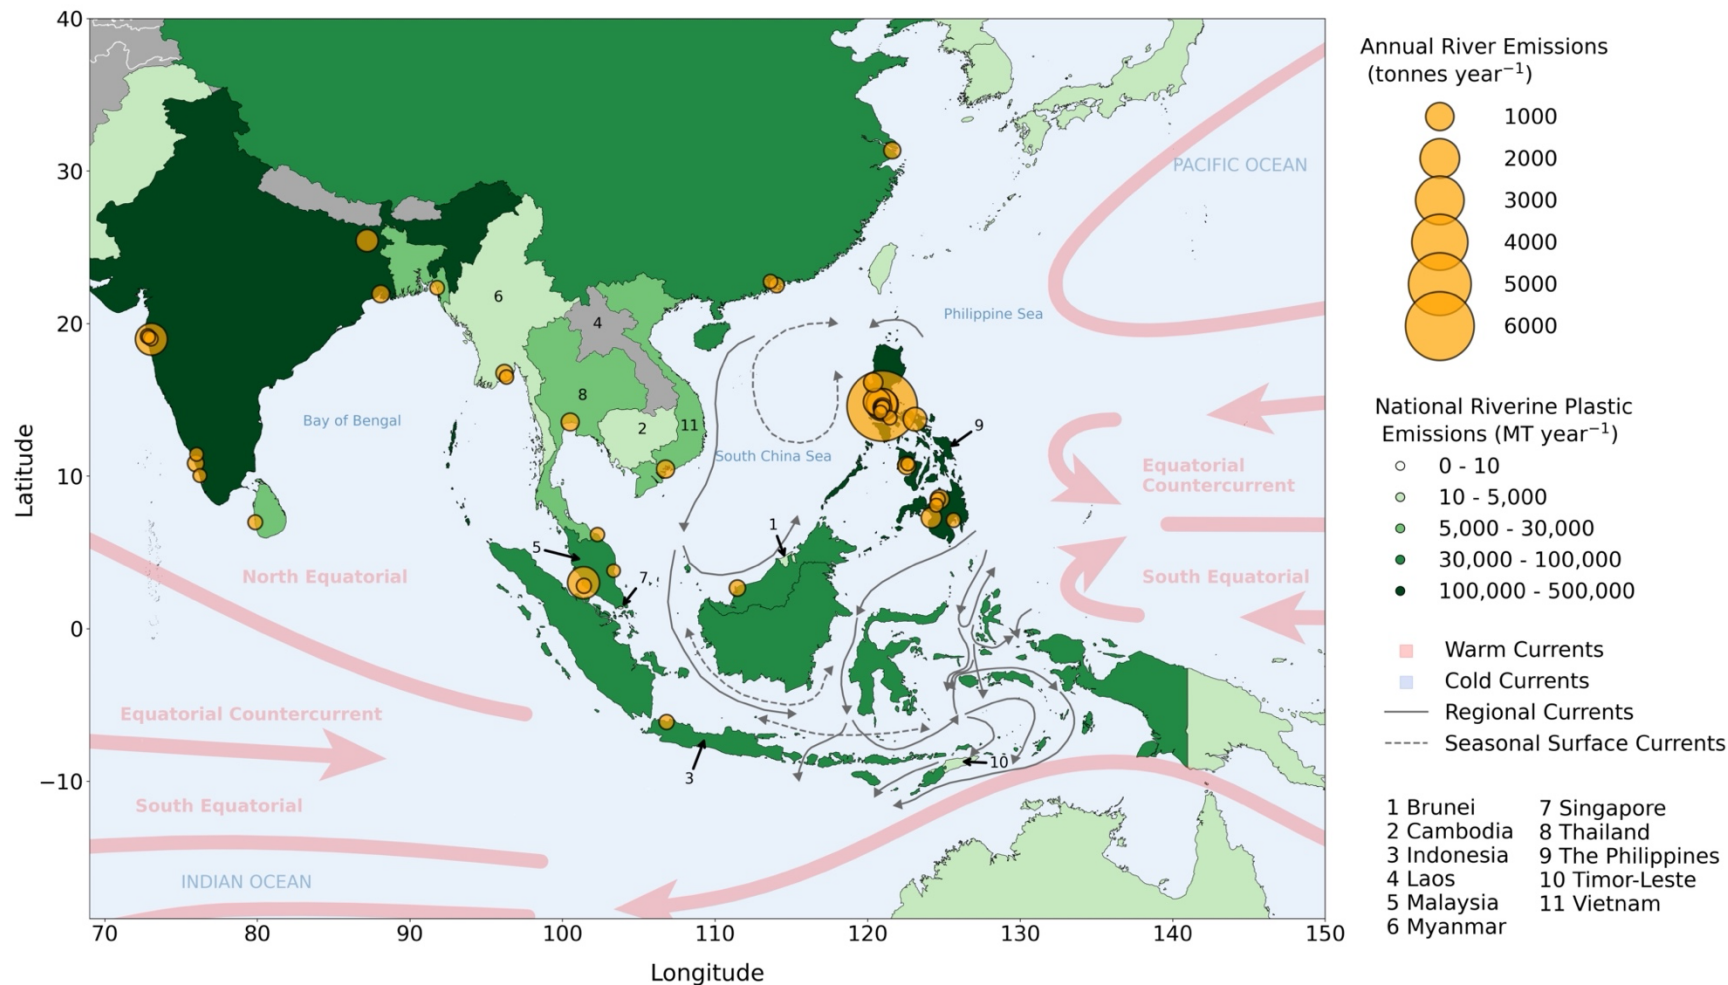 40
30
20
10
0
−10
Latitude
70 80 90 100 110 120 130 140 150
Longitude
PACIFIC OCEAN
Philippine Sea
Bay of Bengal
South China Sea
Equatorial
Countercurrent
South Equatorial
North Equatorial
Equatorial Countercurrent
South Equatorial
INDIAN OCEAN
6
4
8
2
11
9
1
5
7
3
10
Annual River Emissions
(tonnes year⁻¹)
1000
2000
3000
4000
5000
6000
National Riverine Plastic
Emissions (MT year⁻¹)
0 - 10
10 - 5,000
5,000 - 30,000
30,000 - 100,000
100,000 - 500,000
Warm Currents
Cold Currents
Regional Currents
Seasonal Surface Currents
1 Brunei
2 Cambodia
3 Indonesia
4 Laos
5 Malaysia
6 Myanmar
7 Singapore
8 Thailand
9 The Philippines
10 Timor-Leste
11 Vietnam